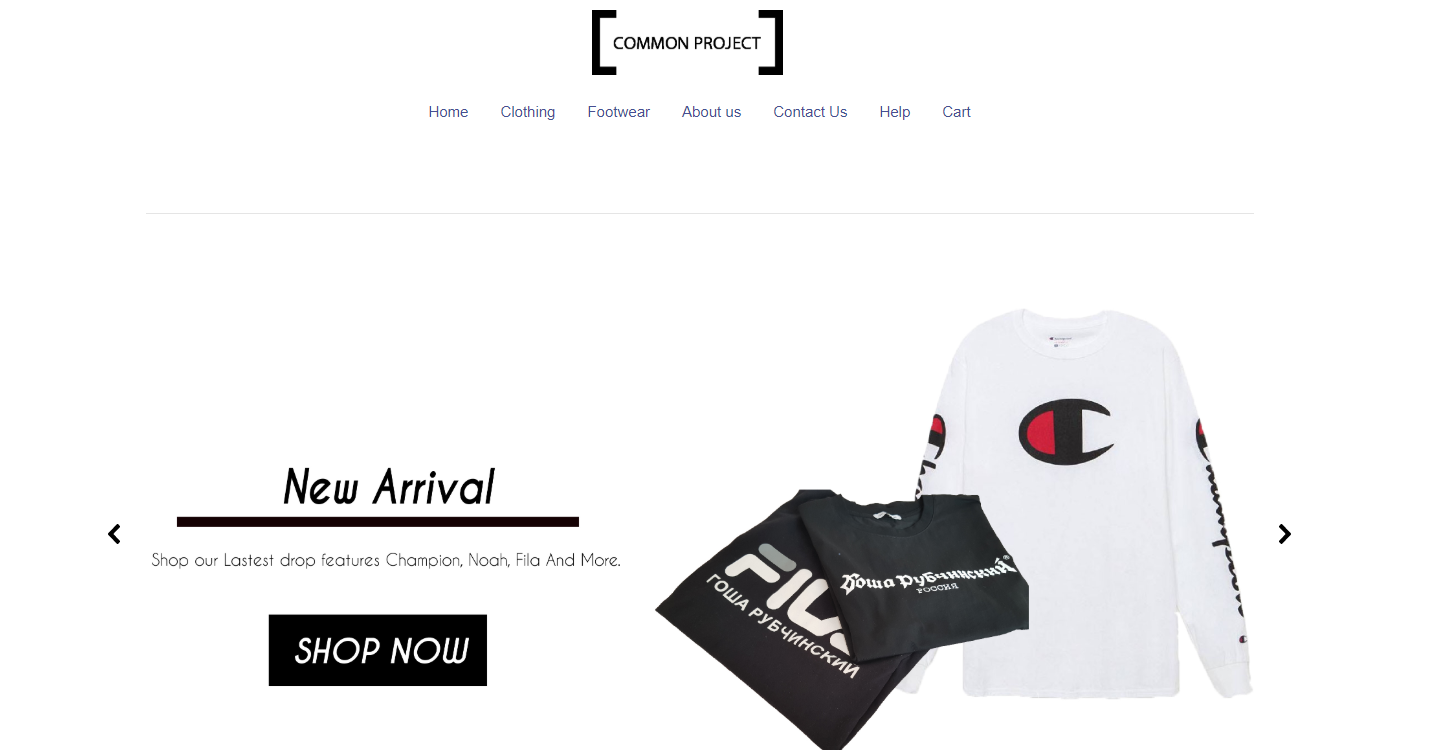 COMMON PROJECT
Home Clothing Footwear About us Contact Us Help Cart
New Arrival
Shop our Lastest drop features Champion, Noah, Fila And More.
SHOP NOW
FILA
ГОША РУБЧИНСКИЙ
Гоша Рубчинский
РОССИЯ
Champion